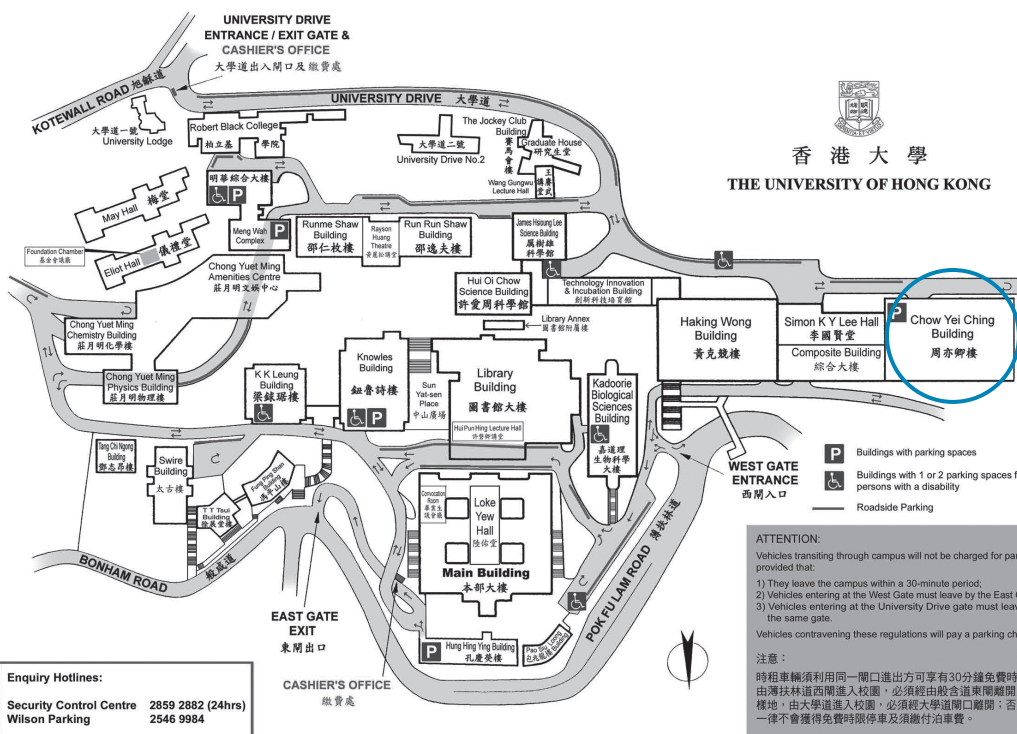 UNIVERSITY DRIVE
ENTRANCE / EXIT GATE &
CASHIER'S OFFICE
大學道出入閘口及繳費處
KOTEWALL ROAD 旭龢道
UNIVERSITY DRIVE 大學道
大學道一號
University Lodge
Robert Black College
柏立基 學院
大學道二號
University Drive No.2
The Jockey Club
Building
賽馬會樓
Graduate House
研究生堂
Wang Gungwu
Lecture Hall
王賡武講堂
香港大學
THE UNIVERSITY OF HONG KONG
May Hall 梅堂
明華綜合大樓
P
Meng Wah
Complex
P
Foundation Chamber
基金會議廳
Eliot Hall 儀禮堂
Runme Shaw
Building
邵仁枚樓
Rayson
Huang
Theatre
黃麗松講堂
Run Run Shaw
Building
邵逸夫樓
James Hsioung Lee
Science Building
厲樹雄
科學館
Chong Yuet Ming
Amenities Centre
莊月明文娛中心
Hui Oi Chow
Science Building
許愛周科學館
Technology Innovation
& Incubation Building
創新科技培育館
Library Annex
圖書館附屬樓
Chong Yuet Ming
Chemistry Building
莊月明化學樓
Chong Yuet Ming
Physics Building
莊月明物理樓
K K Leung
Building
梁銶琚樓
Knowles
Building
鈕魯詩樓
P
Sun
Yat-sen
Place
中山廣場
Library
Building
圖書館大樓
Hui Pun Hing Lecture Hall
許磐卿講堂
Kadoorie
Biological
Sciences
Building
嘉道理
生物科學
大樓
Haking Wong
Building
黃克競樓
Simon K Y Lee Hall
李國賢堂
Composite Building
綜合大樓
P
Chow Yei Ching
Building
周亦卿樓
Tang Chi Ngong
Building
鄧志昂樓
Swire
Building
太古樓
Fung Ping Shan
Building
馮平山樓
T T Tsui
Building
徐展堂樓
Convocation
Room
畢業生
議會廳
Loke
Yew
Hall
陸佑堂
Main Building
本部大樓
WEST GATE
ENTRANCE
西閘入口
BONHAM ROAD 般咸道
POK FU LAM ROAD 薄扶林道
EAST GATE
EXIT
東閘出口
P
Hung Hing Ying Building
孔慶熒樓
Pao Siu Loong
Building
包兆龍樓
CASHIER'S OFFICE
繳費處
P Buildings with parking spaces
Buildings with 1 or 2 parking spaces f
persons with a disability
Roadside Parking
ATTENTION:
Vehicles transiting through campus will not be charged for par
provided that:
1) They leave the campus within a 30-minute period;
2) Vehicles entering at the West Gate must leave by the East
3) Vehicles entering at the University Drive gate must leav
the same gate.
Vehicles contravening these regulations will pay a parking ch
注意：
時租車輛須利用同一閘口進出方可享有30分鐘免費時
由薄扶林道西閘進入校園，必須經由般含道東閘離開
樣地，由大學道進入校園，必須經大學道閘口離開；否
一律不會獲得免費時限停車及須繳付泊車費。
Enquiry Hotlines:
Security Control Centre 2859 2882 (24hrs)
Wilson Parking 2546 9984